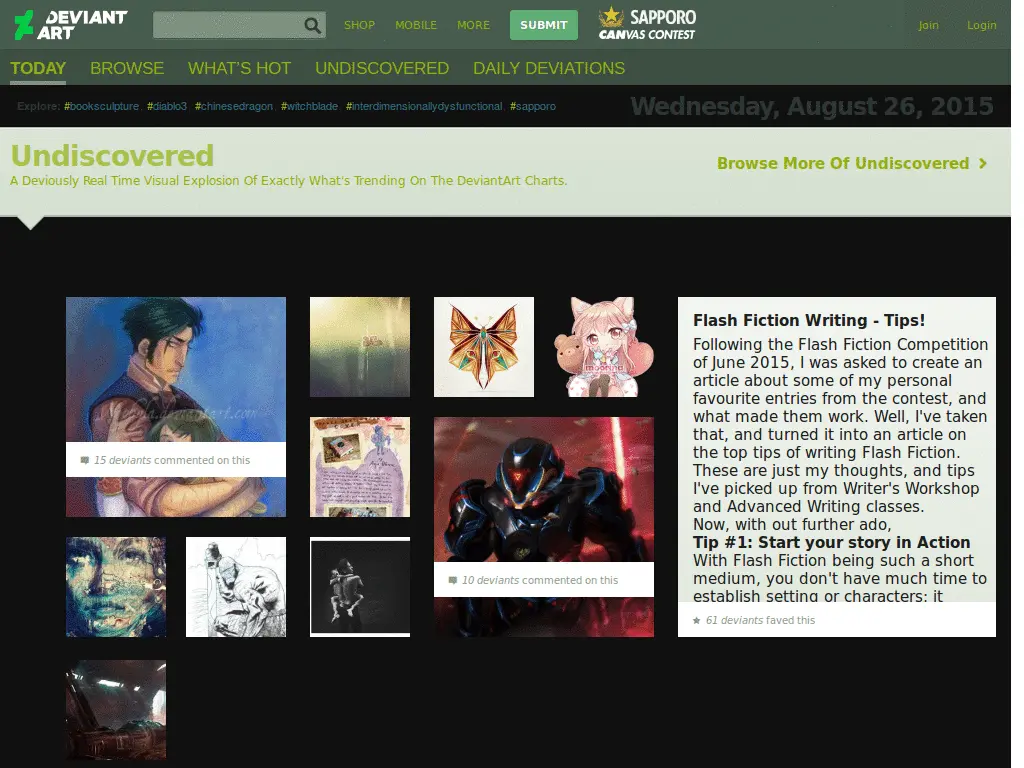 DEVIANT ART
SHOP MOBILE MORE SUBMIT SAPPORO CANVAS CONTEST Join Login
TODAY BROWSE WHAT'S HOT UNDISCOVERED DAILY DEVIATIONS
Explore: #booksculpture #diablo3 #chinesedragon #witchblade #interdimensionallydysfunctional #sapporo
Wednesday, August 26, 2015
Undiscovered
A Deviously Real Time Visual Explosion Of Exactly What's Trending On The DeviantArt Charts.
Browse More Of Undiscovered
15 deviants commented on this
10 deviants commented on this
Flash Fiction Writing - Tips!
Following the Flash Fiction Competition
of June 2015, I was asked to create an
article about some of my personal
favourite entries from the contest, and
what made them work. Well, I've taken
that, and turned it into an article on
the top tips of writing Flash Fiction.
These are just my thoughts, and tips
I've picked up from Writer's Workshop
and Advanced Writing classes.
Now, with out further ado,
Tip #1: Start your story in Action
With Flash Fiction being such a short
medium, you don't have much time to
establish setting or characters; it
61 deviants faved this